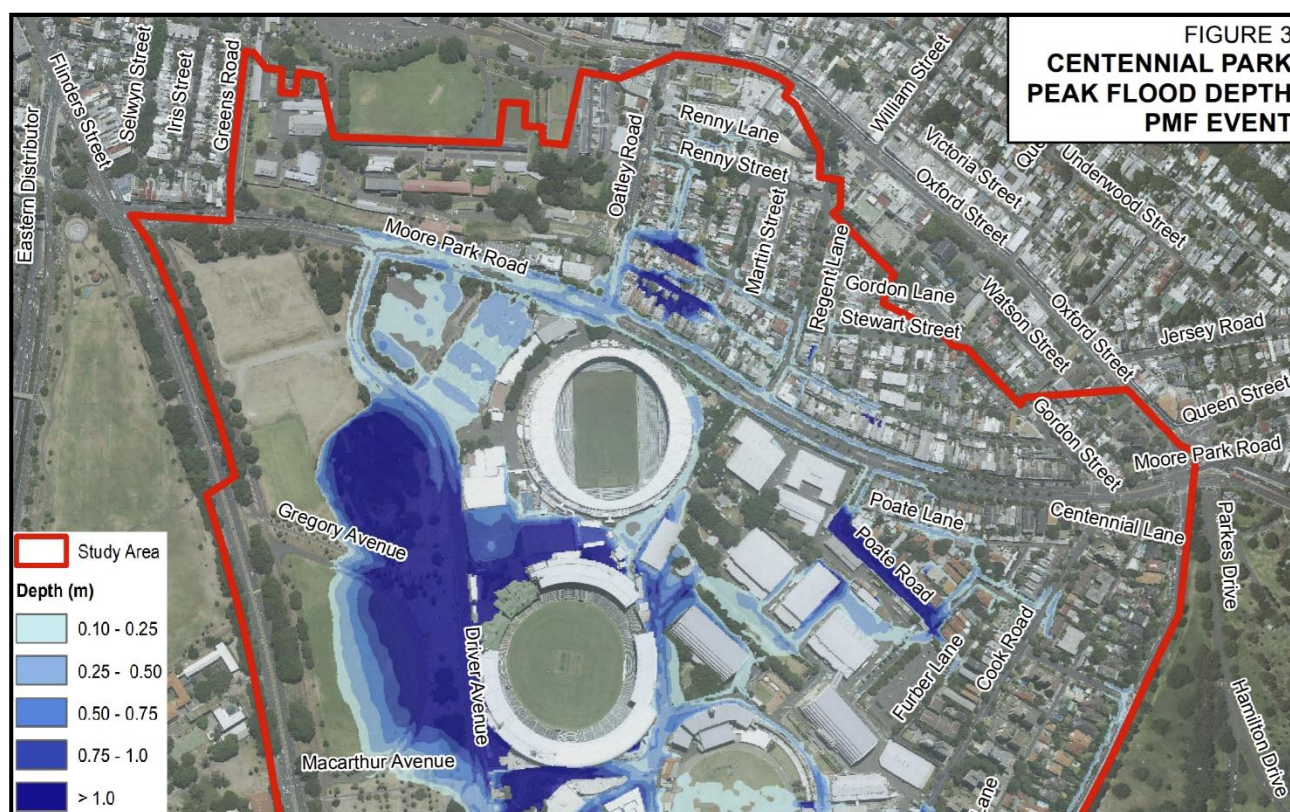 FIGURE 3
CENTENNIAL PARK
PEAK FLOOD DEPTH
PMF EVENT
Eastern Distributor
Flinders Street
Selwyn Street
Iris Street
Greens Road
Oatley Road
Renny Lane
Renny Street
Martin Street
Regent Lane
William Street
Victoria Street
Oxford Street
Underwood Street
Moore Park Road
Gordon Lane
Stewart Street
Watson Street
Oxford Street
Jersey Road
Queen Street
Gordon Street
Moore Park Road
Centennial Lane
Parkes Drive
Hamilton Drive
Poate Lane
Poate Road
Furber Lane
Cook Road
Lane
Gregory Avenue
Driver Avenue
Macarthur Avenue
Study Area
Depth (m)
0.10 - 0.25
0.25 - 0.50
0.50 - 0.75
0.75 - 1.0
> 1.0